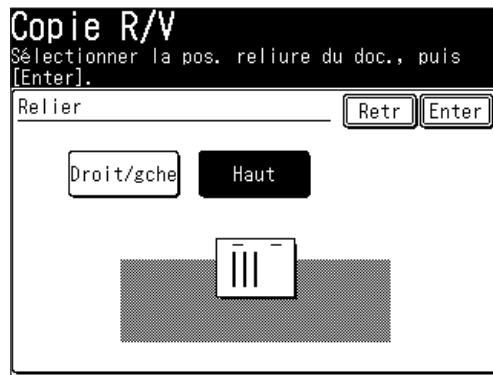 Copie R/V
Sélectionner la pos. reliure du doc., puis
[Enter].
Relier
Retr Enter
Droit/gche Haut